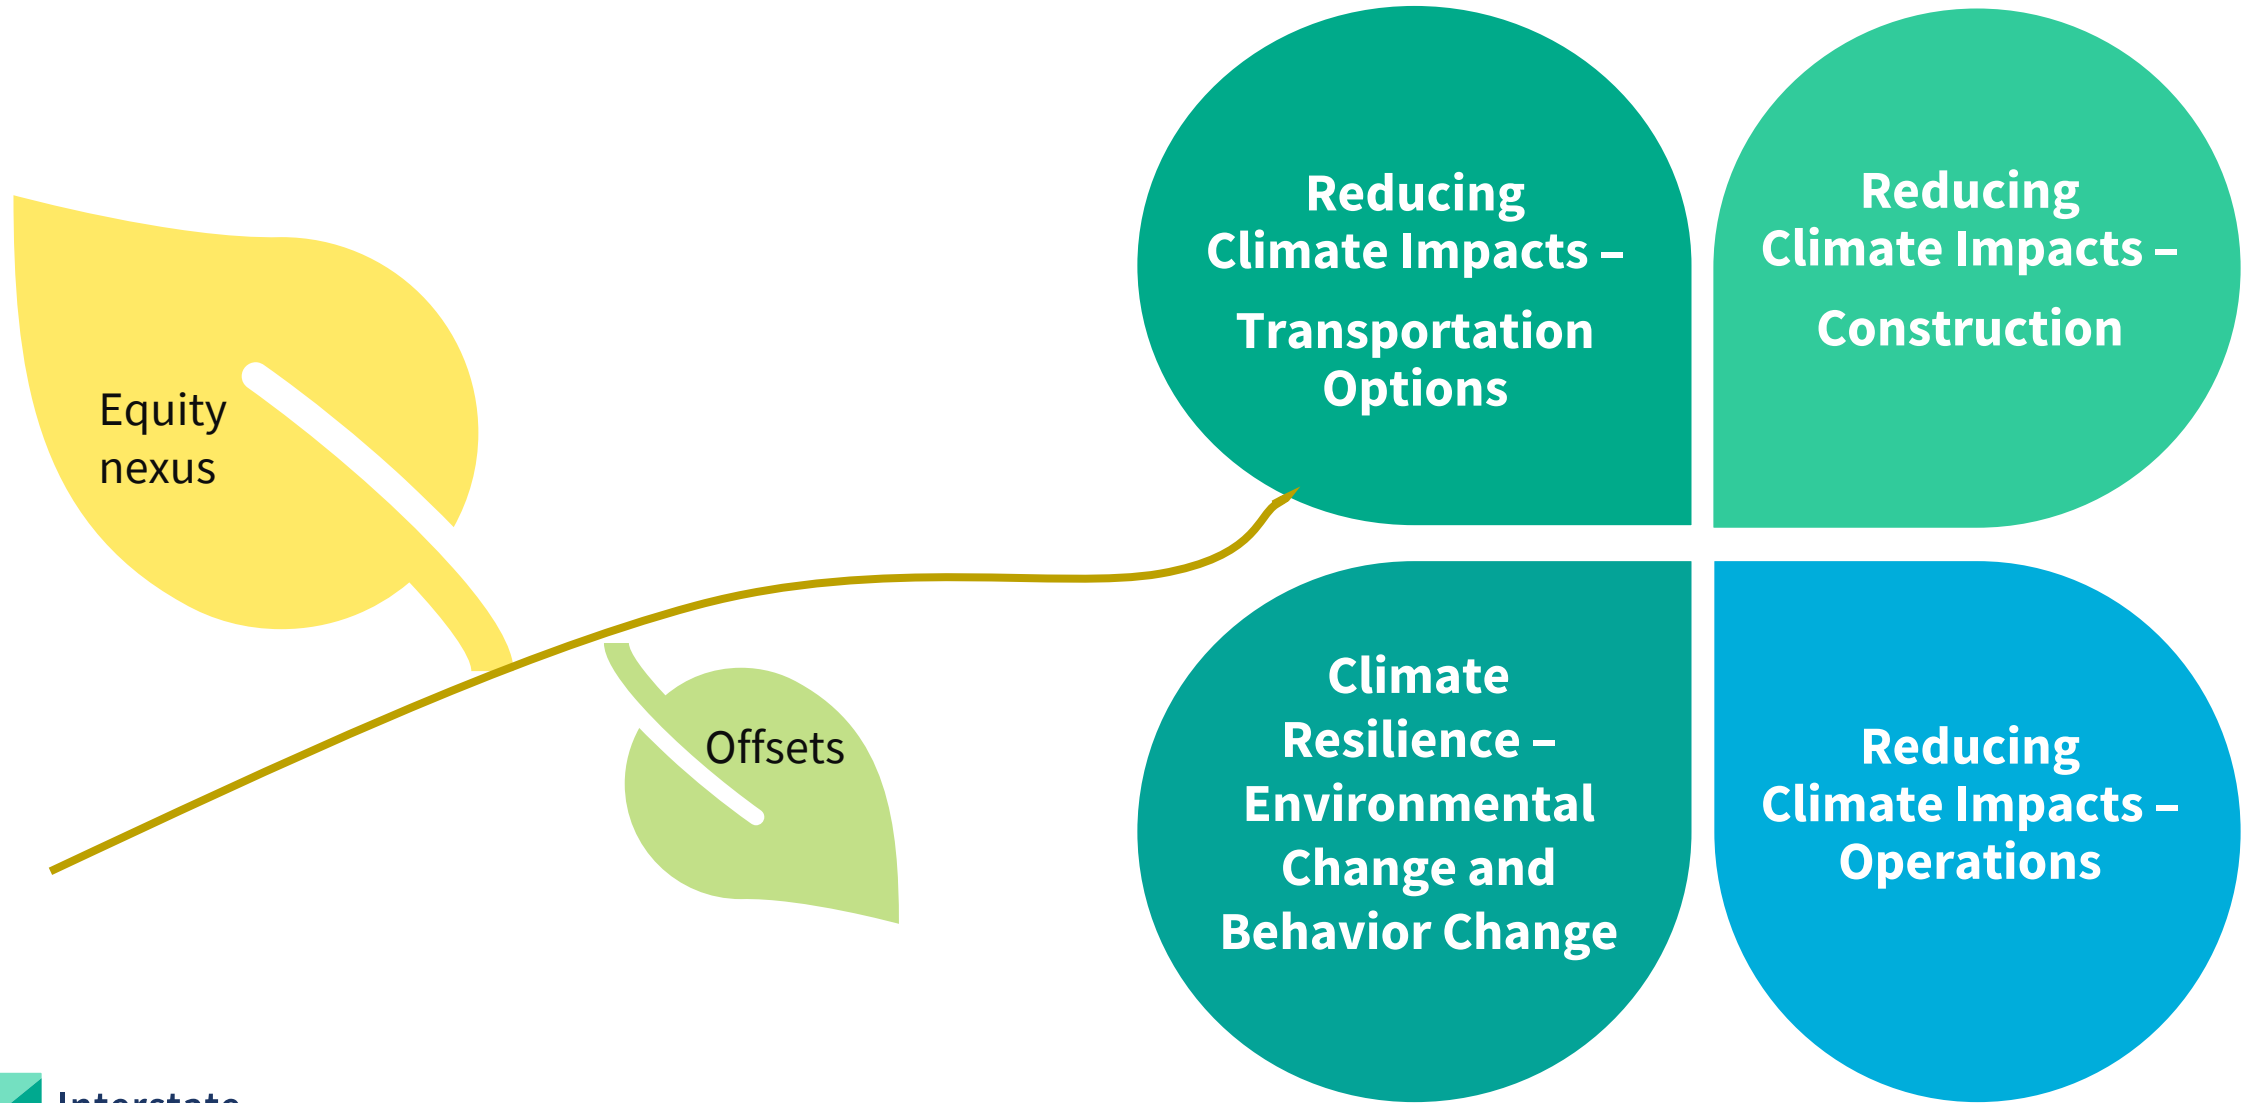 Equity
nexus
Offsets
Reducing
Climate Impacts –
Transportation
Options
Reducing
Climate Impacts –
Construction
Climate
Resilience –
Environmental
Change and
Behavior Change
Reducing
Climate Impacts –
Operations
Interstate